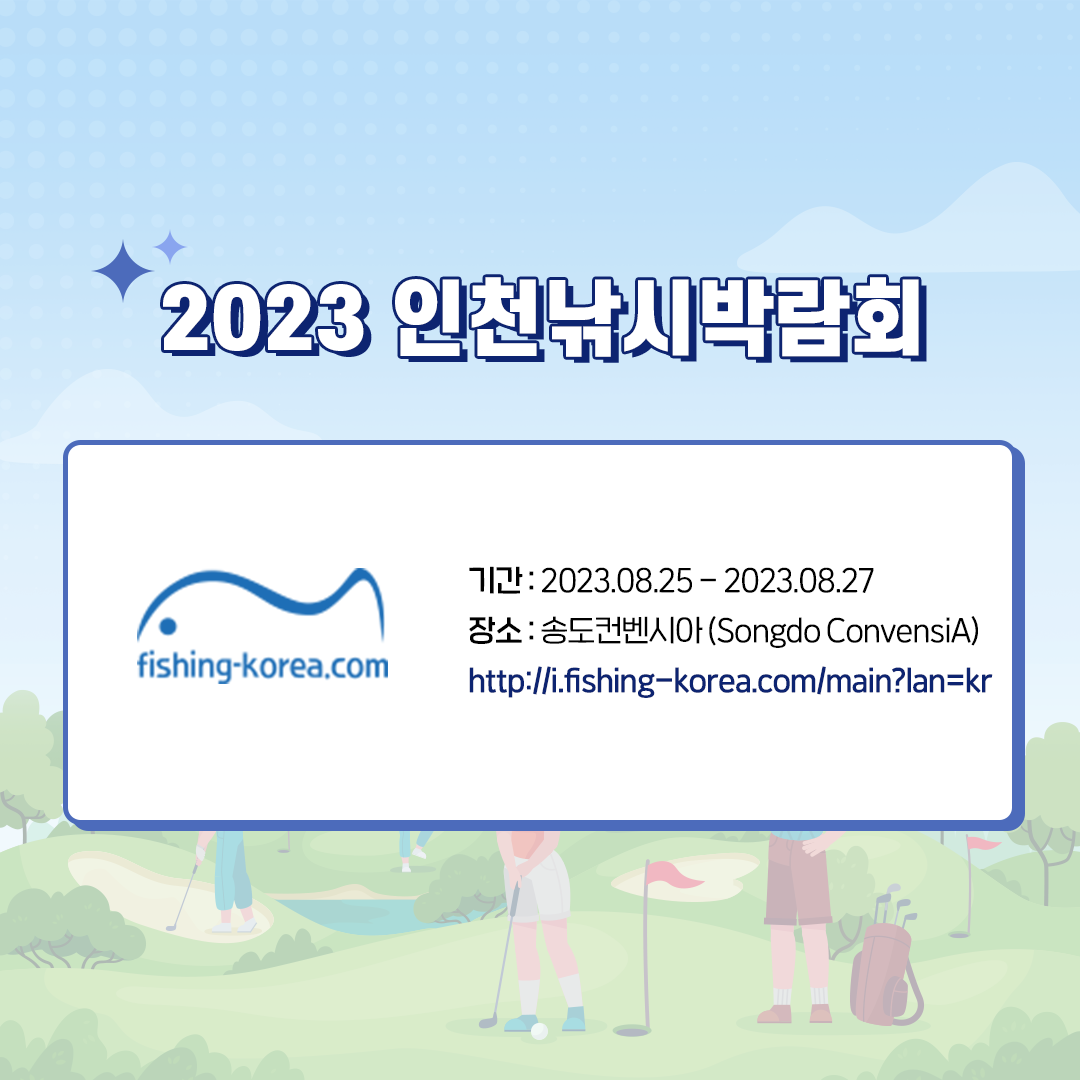 2023 인천낚시박람회
fishing-korea.com
기간 : 2023.08.25 - 2023.08.27
장소 : 송도컨벤시아 (Songdo ConvensiA)
http://i.fishing-korea.com/main?lan=kr